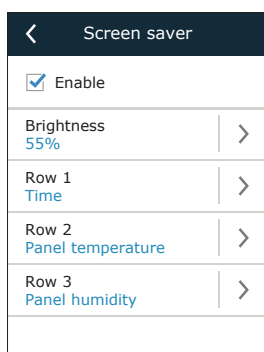 Screen saver
Enable
Brightness
55%
Row 1
Time
Row 2
Panel temperature
Row 3
Panel humidity